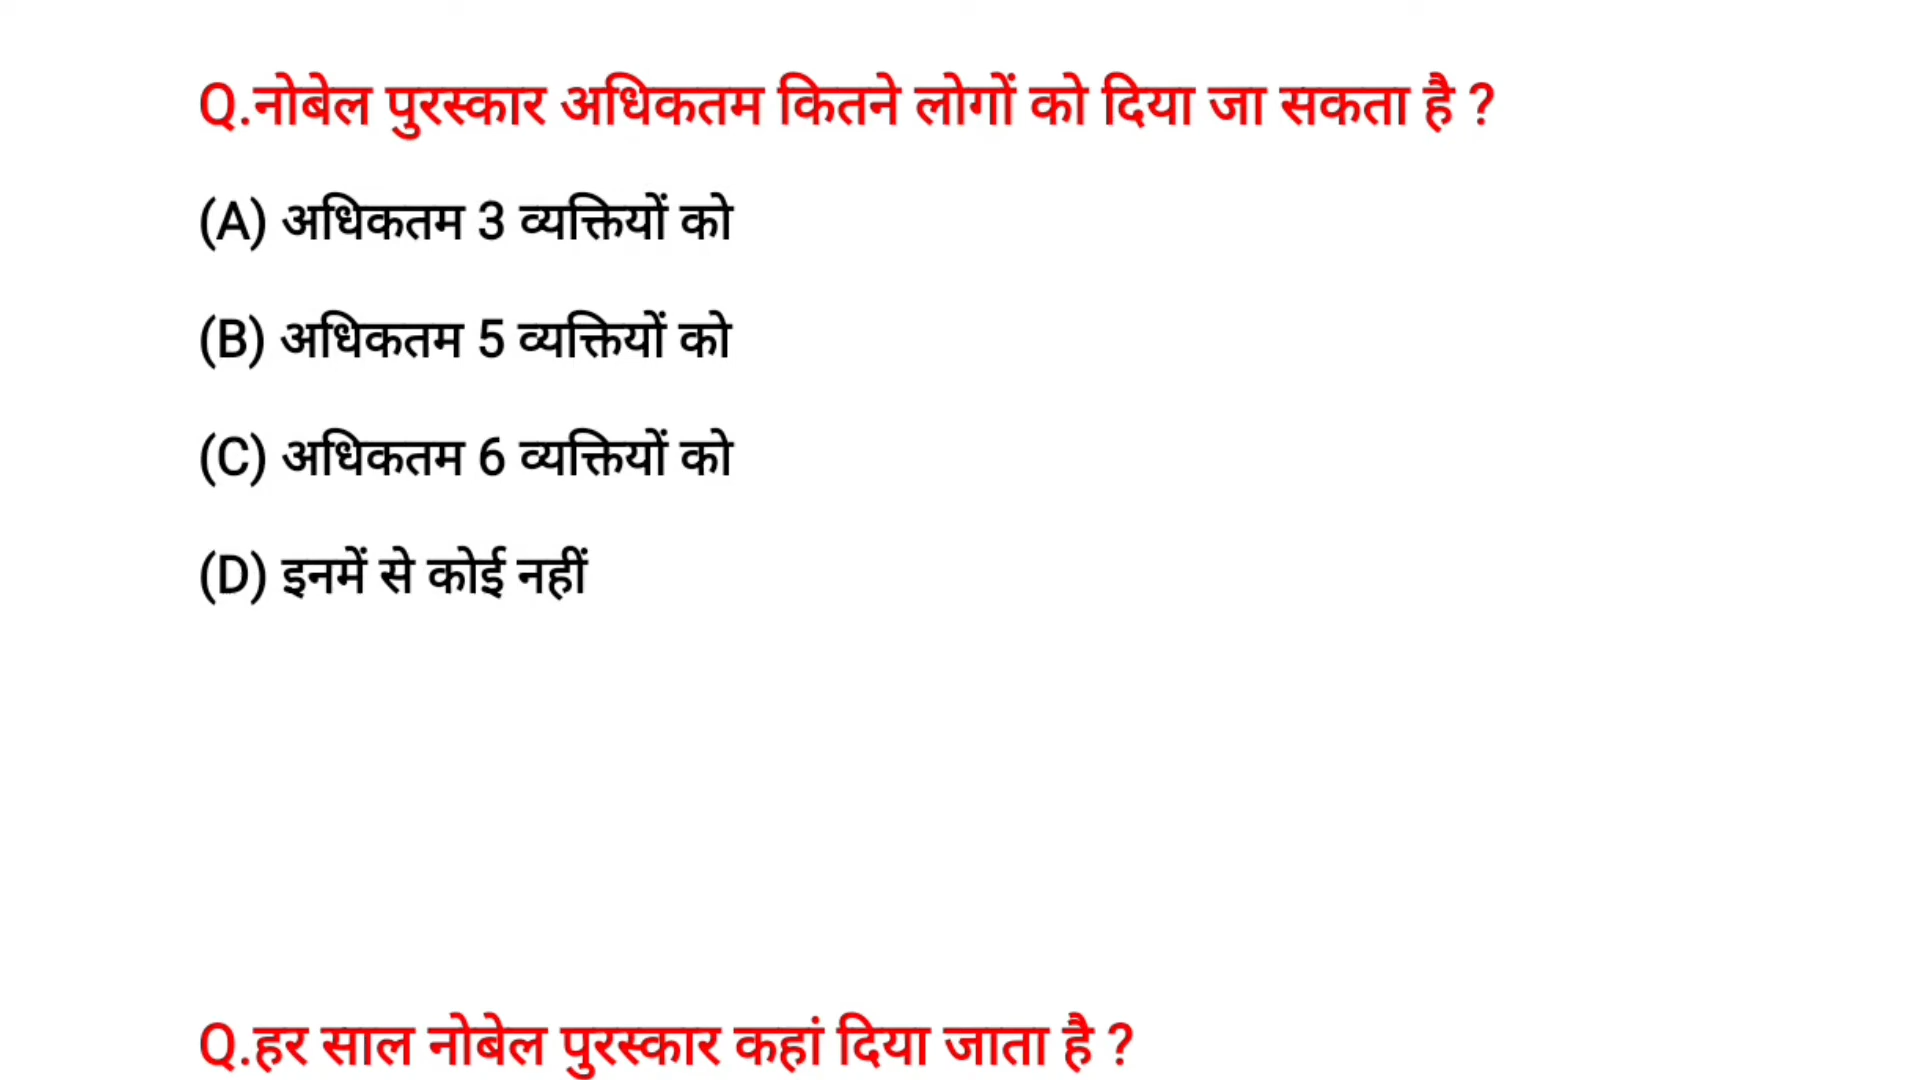 Q.नोबेल पुरस्कार अधिकतम कितने लोगों को दिया जा सकता है ?
(A) अधिकतम 3 व्यक्तियों को
(B) अधिकतम 5 व्यक्तियों को
(C) अधिकतम 6 व्यक्तियों को
(D) इनमें से कोई नहीं
Q.हर साल नोबेल पुरस्कार कहां दिया जाता है ?